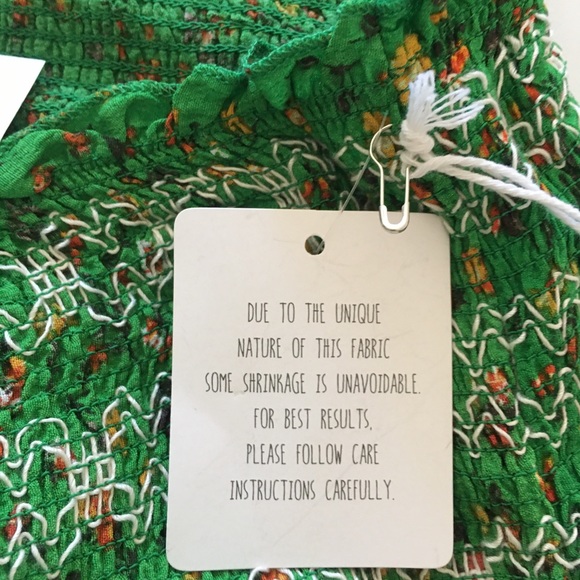 DUE TO THE UNIQUE
NATURE OF THIS FABRIC
SOME SHRINKAGE IS UNAVOIDABLE.
FOR BEST RESULTS,
PLEASE FOLLOW CARE
INSTRUCTIONS CAREFULLY.